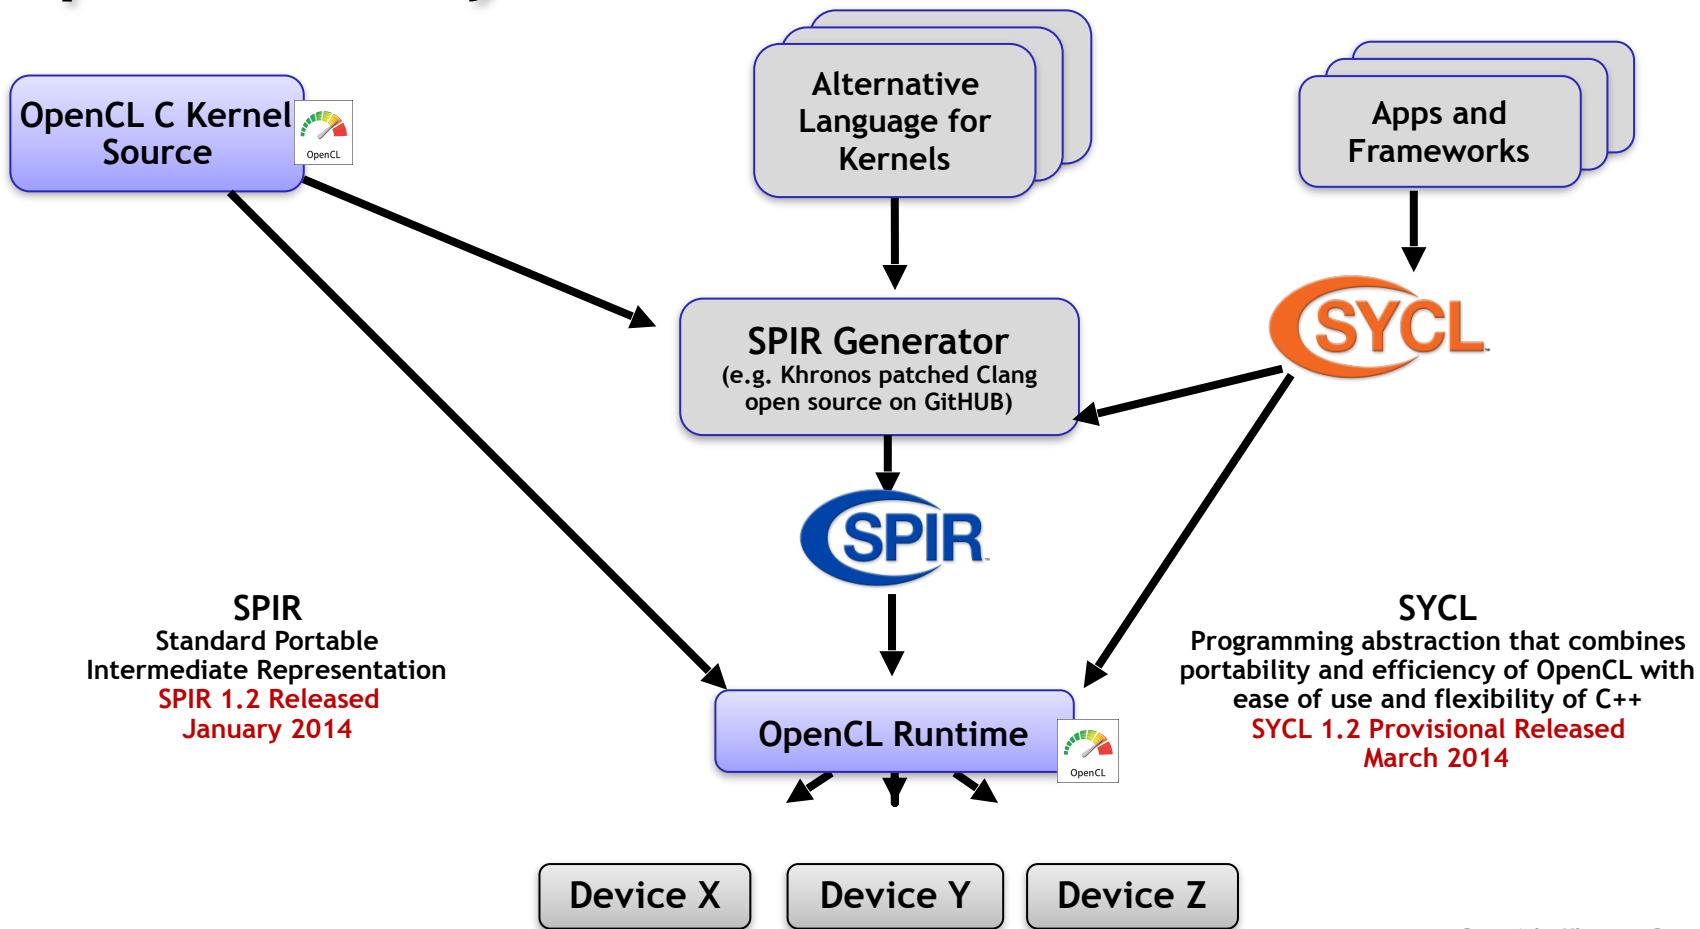 OpenCL C Kernel
Source
OpenCL
Alternative
Language for
Kernels
Apps and
Frameworks
SYCL™
SPIR Generator
(e.g. Khronos patched Clang
open source on GitHUB)
SPIR™
SPIR
Standard Portable
Intermediate Representation
SPIR 1.2 Released
January 2014
SYCL
Programming abstraction that combines
portability and efficiency of OpenCL with
ease of use and flexibility of C++
SYCL 1.2 Provisional Released
March 2014
OpenCL Runtime
OpenCL
Device X
Device Y
Device Z